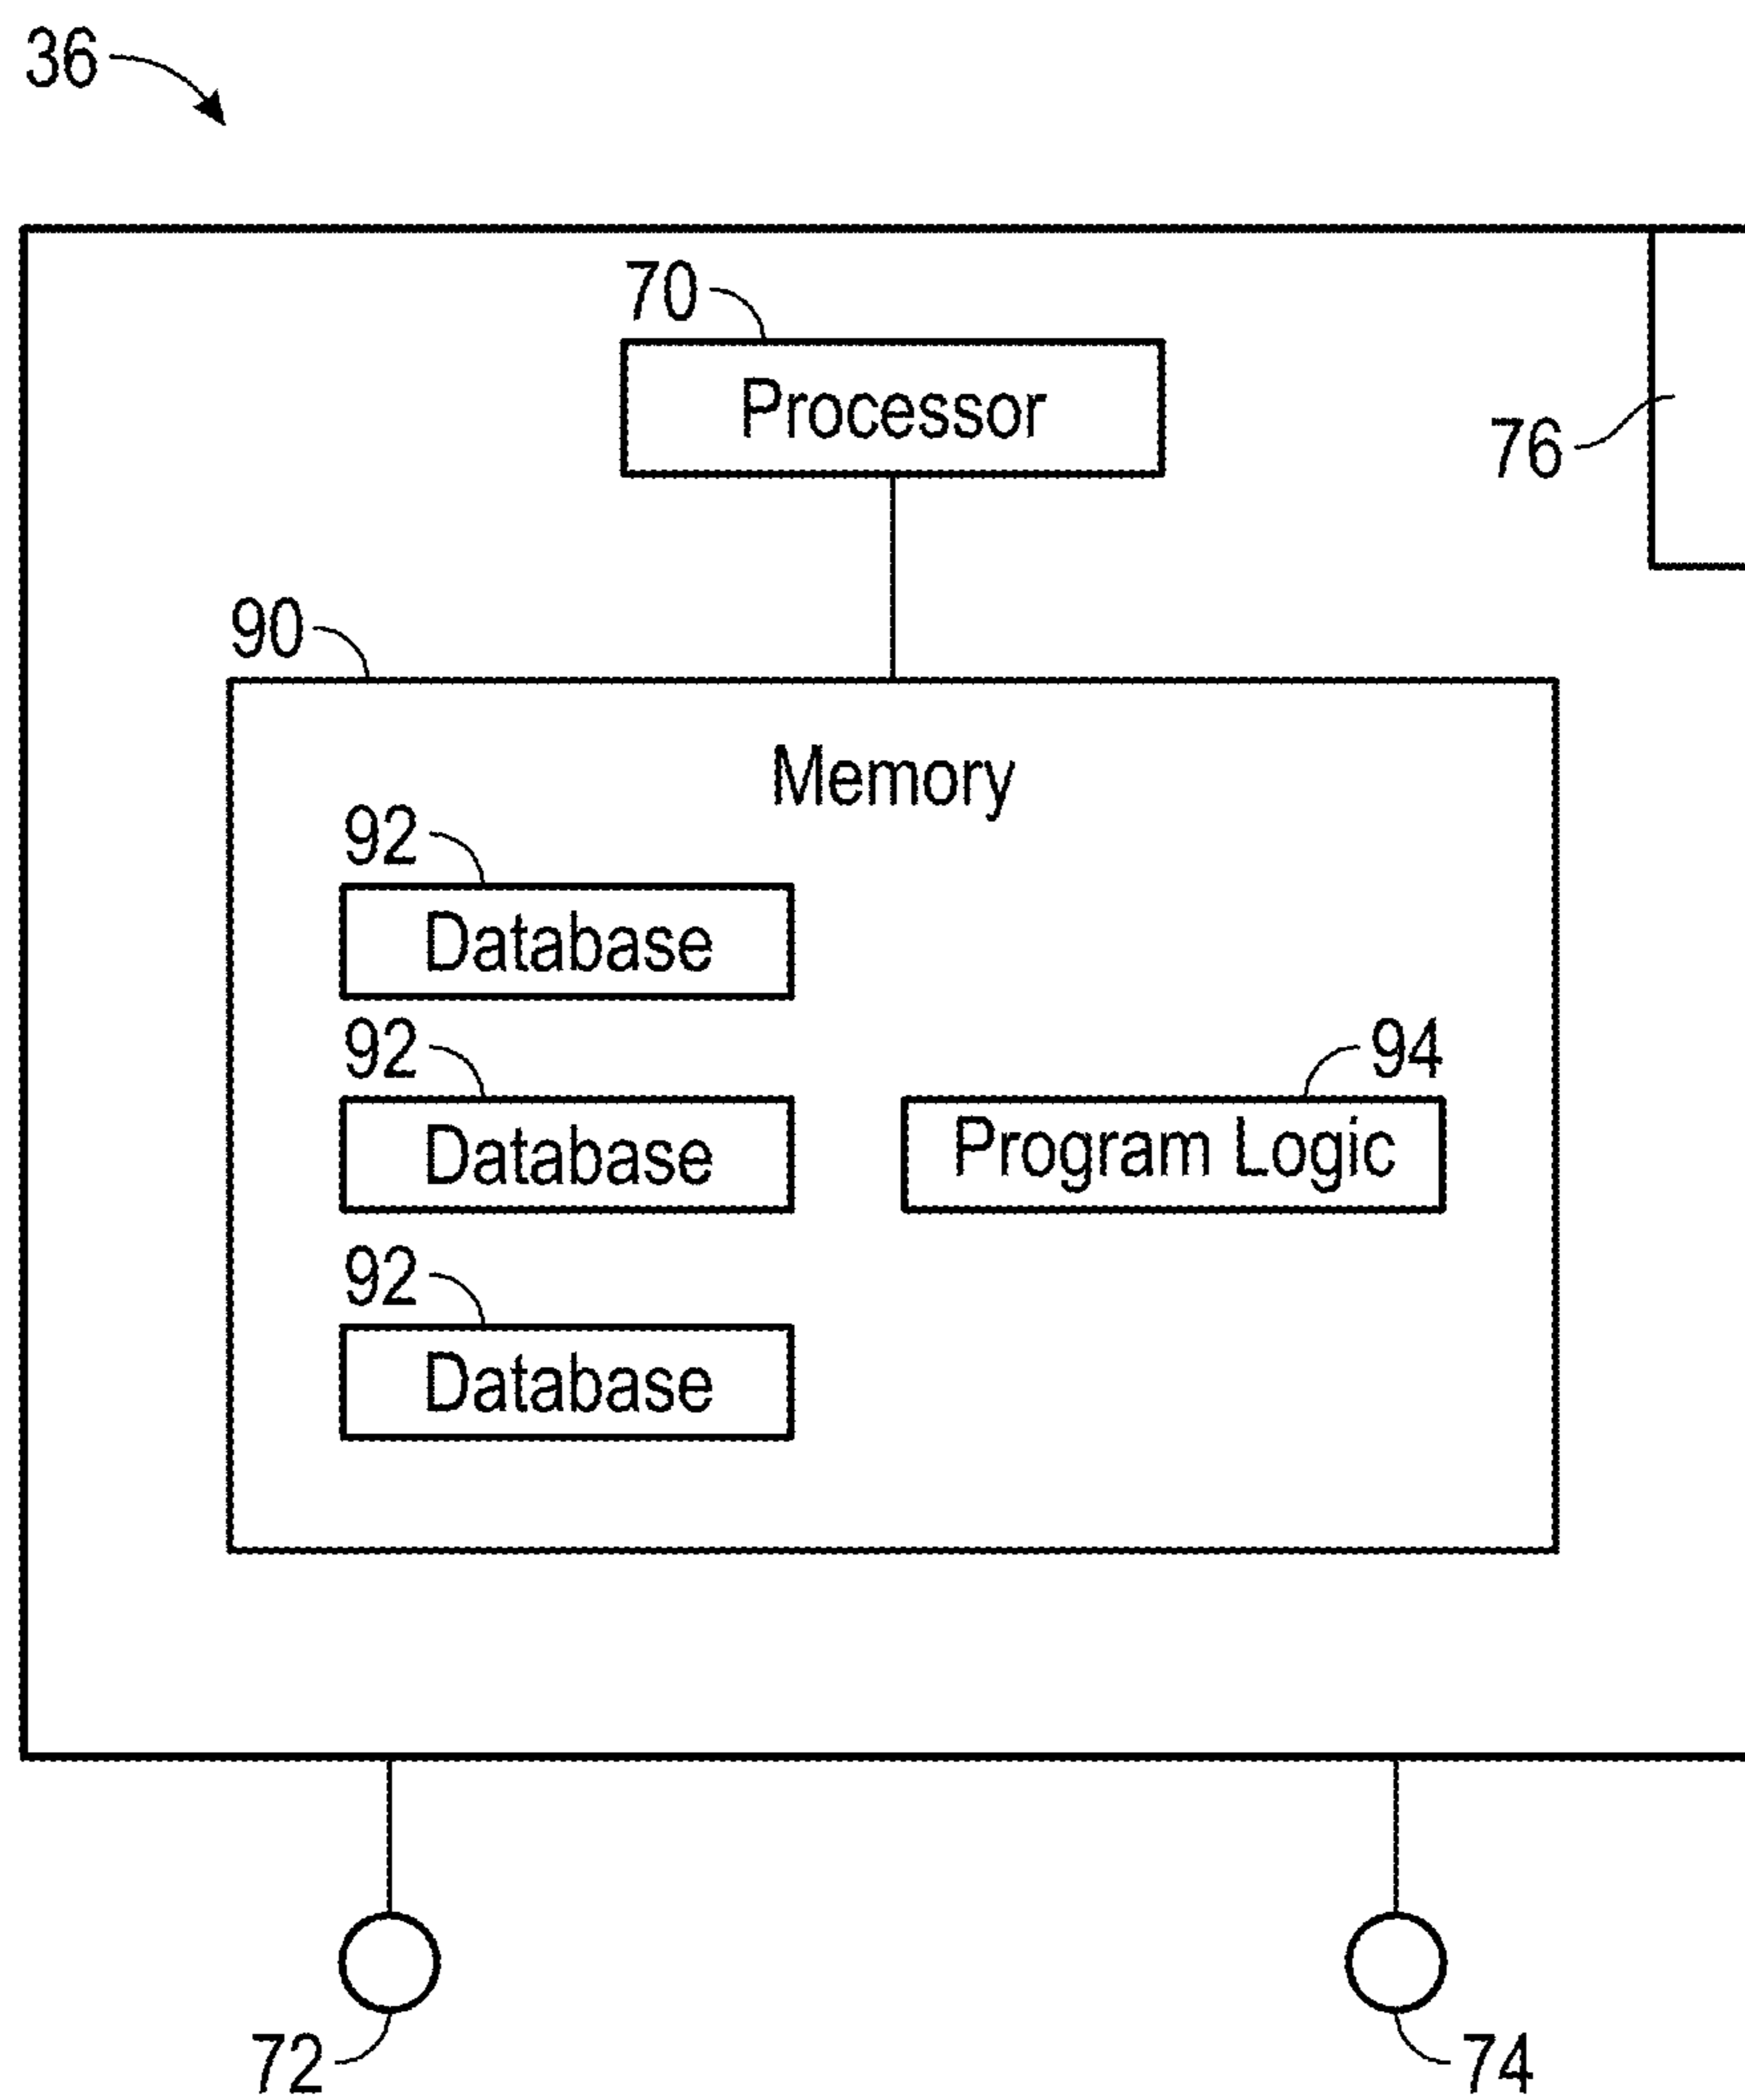 36
70
Processor
76
90
Memory
92
Database
92
94
Database
Program Logic
92
Database
72
74